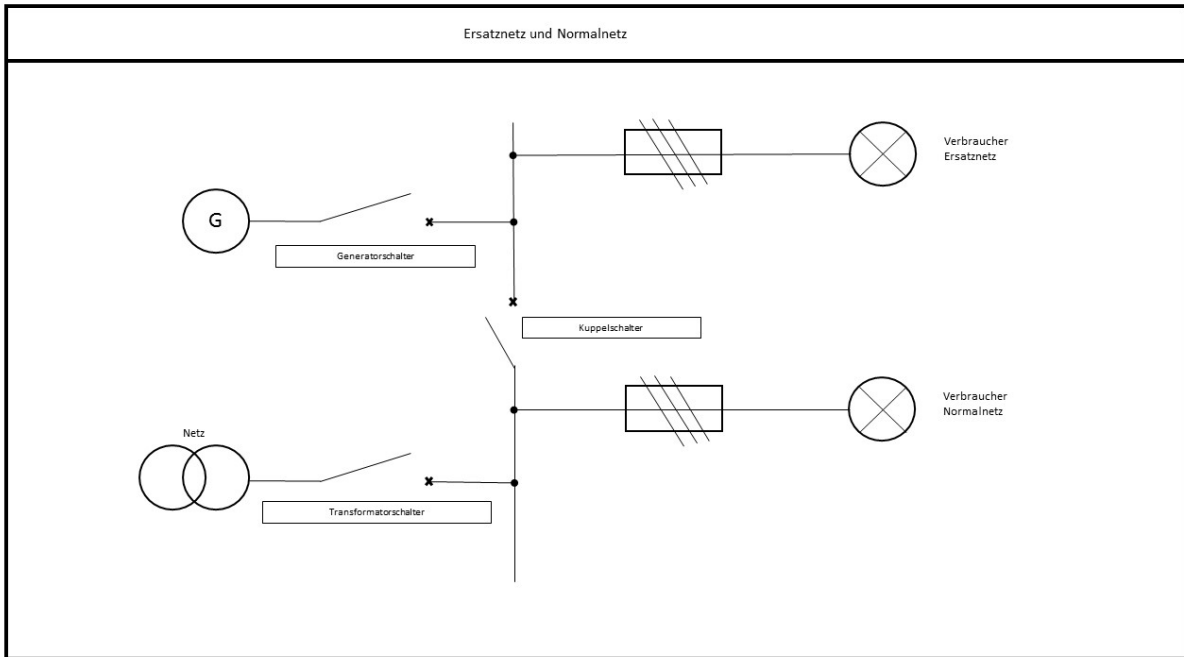 Ersatznetz und Normalnetz
Verbraucher
Ersatznetz
G
Generatorschalter
Kuppelschalter
Verbraucher
Normalnetz
Netz
Transformatorschalter